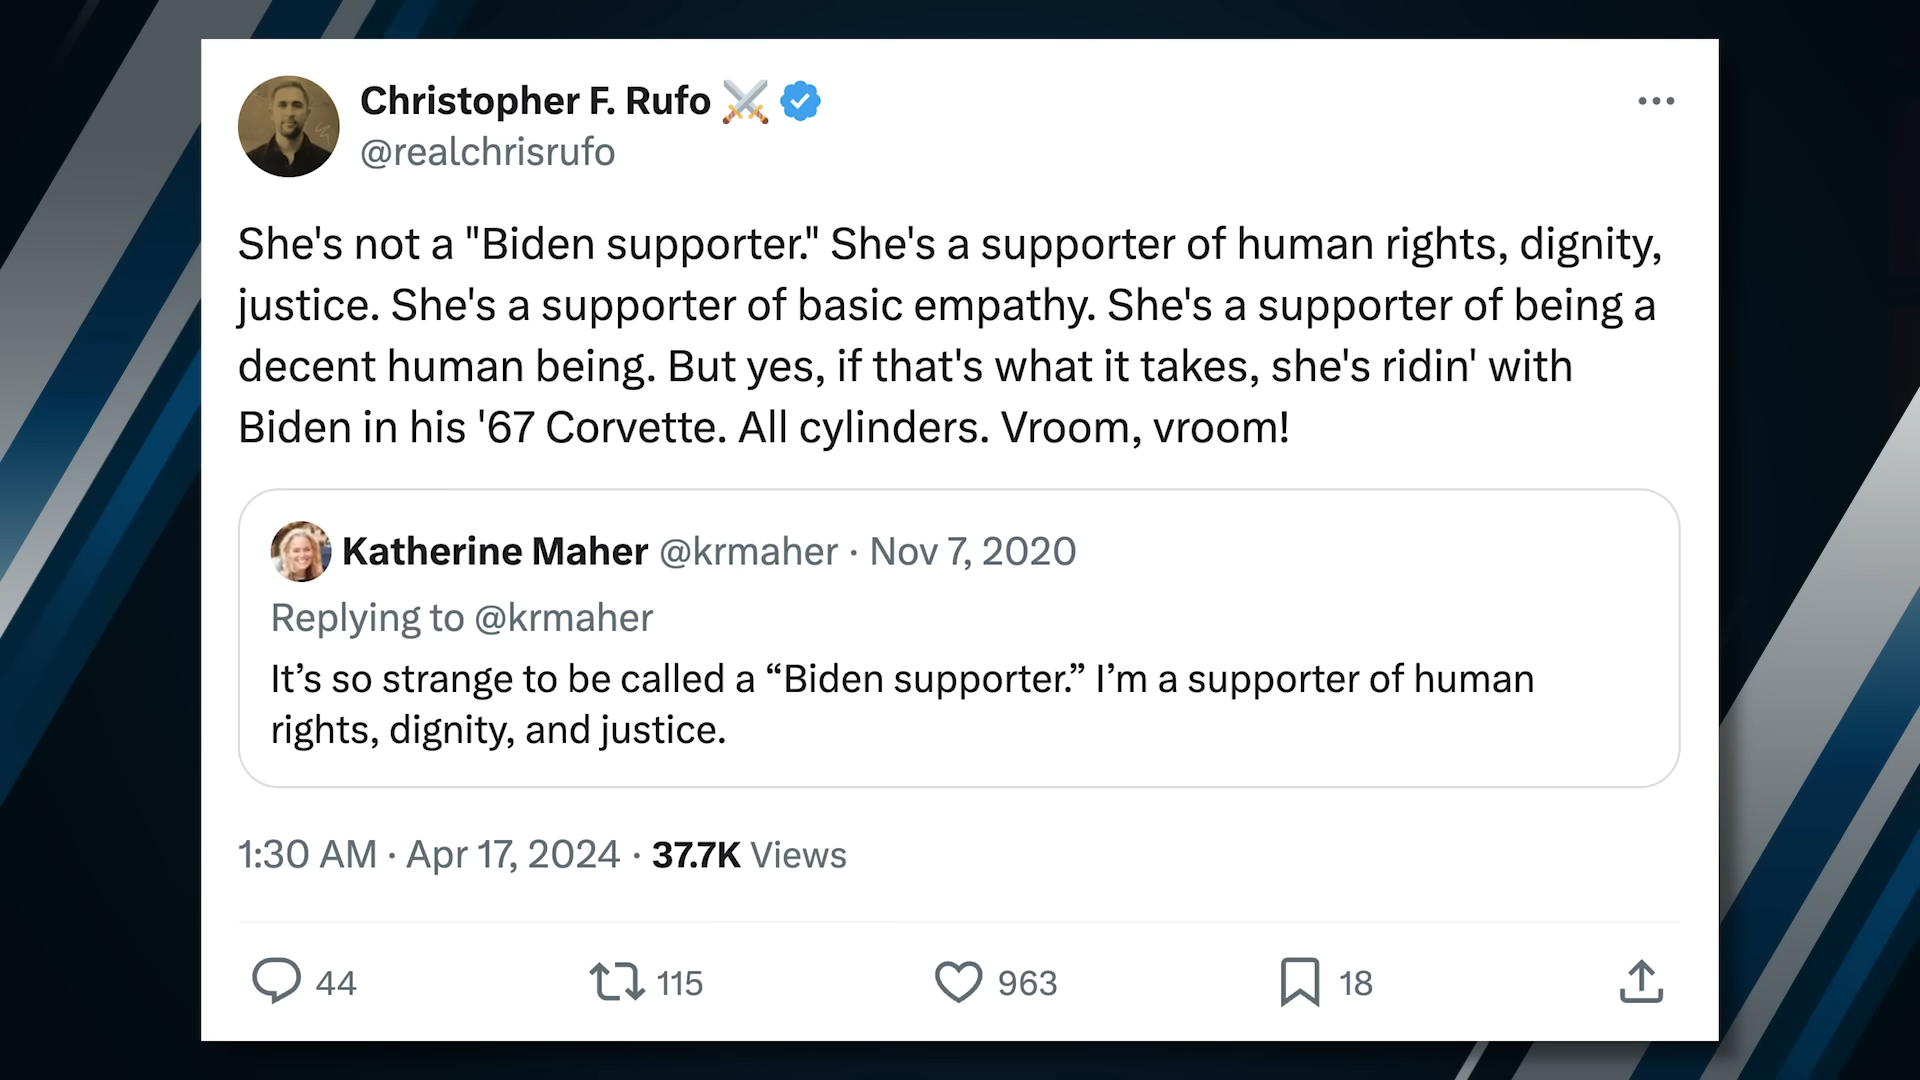 Christopher F. Rufo ⚔️
@realchrisrufo
She's not a "Biden supporter." She's a supporter of human rights, dignity,
justice. She's a supporter of basic empathy. She's a supporter of being a
decent human being. But yes, if that's what it takes, she's ridin' with
Biden in his '67 Corvette. All cylinders. Vroom, vroom!
Katherine Maher @krmaher · Nov 7, 2020
Replying to @krmaher
It’s so strange to be called a “Biden supporter.” I’m a supporter of human
rights, dignity, and justice.
1:30 AM · Apr 17, 2024 · 37.7K Views
44 115 963 18